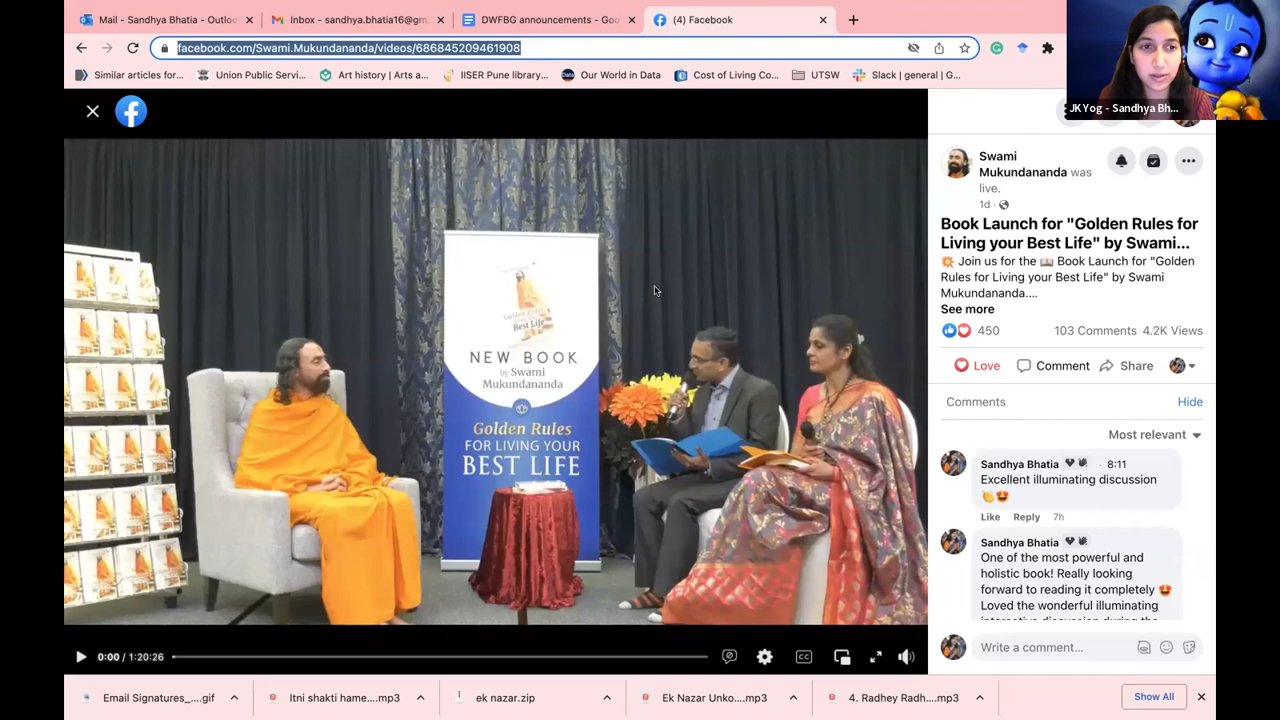 Mail - Sandhya Bhatia - Outloo
Inbox - sandhya.bhatia16@gm
DWFBG announcements - Goo
(4) Facebook
facebook.com/Swami.Mukundananda/videos/686845209461908
Similar articles for...
Union Public Servi...
Art history | Arts a...
IISER Pune library...
Our World in Data
Cost of Living Co...
UTSW
Slack | general | G...
JKYog - Sandhya Bh...
Swami
Mukundananda was
live.
1d
Book Launch for "Golden Rules for
Living your Best Life" by Swami...
💥 Join us for the 📖 Book Launch for "Golden
Rules for Living your Best Life" by Swami
Mukundananda....
See more
450
103 Comments 4.2K Views
Love
Comment
Share
Comments
Hide
Most relevant
Sandhya Bhatia · 8:11
Excellent illuminating discussion
👏😍
Like Reply 7h
Sandhya Bhatia
One of the most powerful and
holistic book! Really looking
forward to reading it completely 😍
Loved the wonderful illuminating
Write a comment...
Golden Rules
Best Life
NEW BOOK
by Swami
Mukundananda
Golden Rules
FOR LIVING YOUR
BEST LIFE
0:00 / 1:20:26
CC
Email Signatures_....gif
Itni shakti hame....mp3
ek nazar.zip
Ek Nazar Unko....mp3
4. Radhey Radh....mp3
Show All